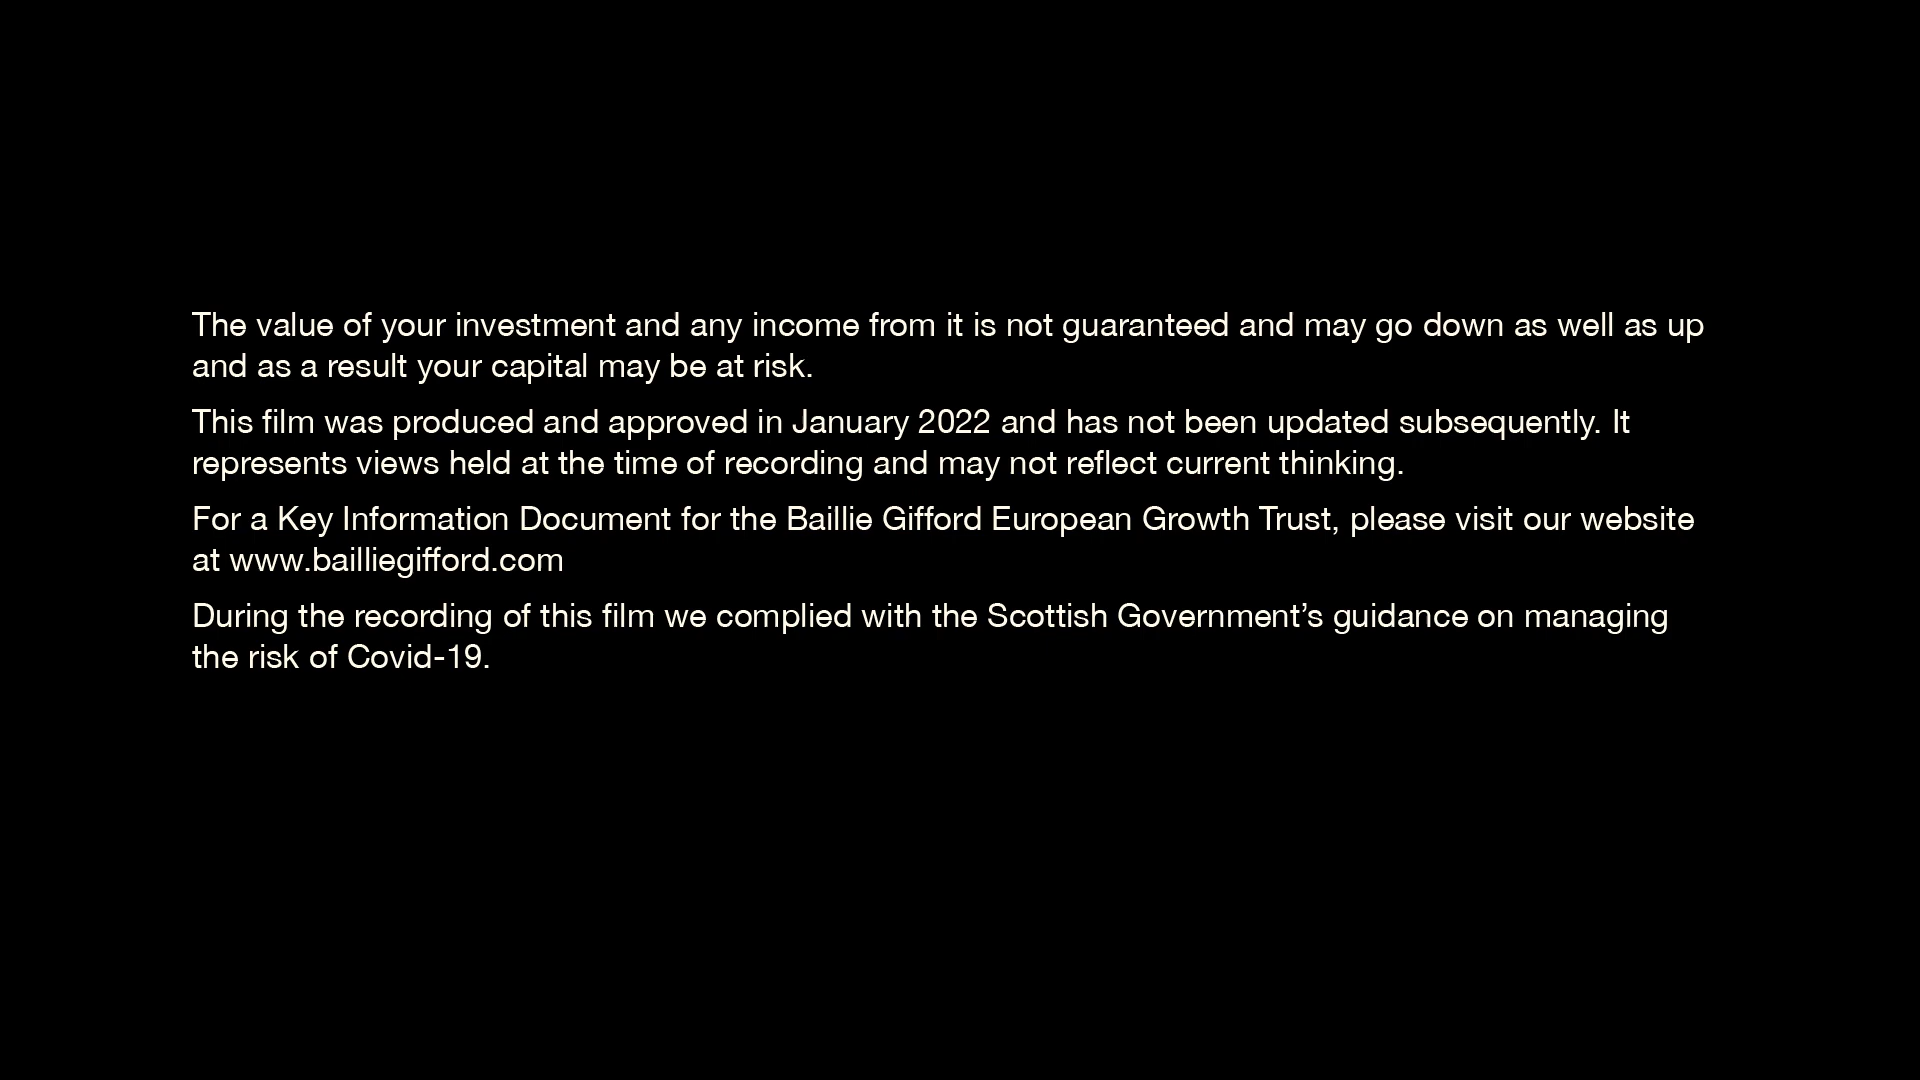 The value of your investment and any income from it is not guaranteed and may go down as well as up
and as a result your capital may be at risk.
This film was produced and approved in January 2022 and has not been updated subsequently. It
represents views held at the time of recording and may not reflect current thinking.
For a Key Information Document for the Baillie Gifford European Growth Trust, please visit our website
at www.bailliegifford.com
During the recording of this film we complied with the Scottish Government’s guidance on managing
the risk of Covid-19.